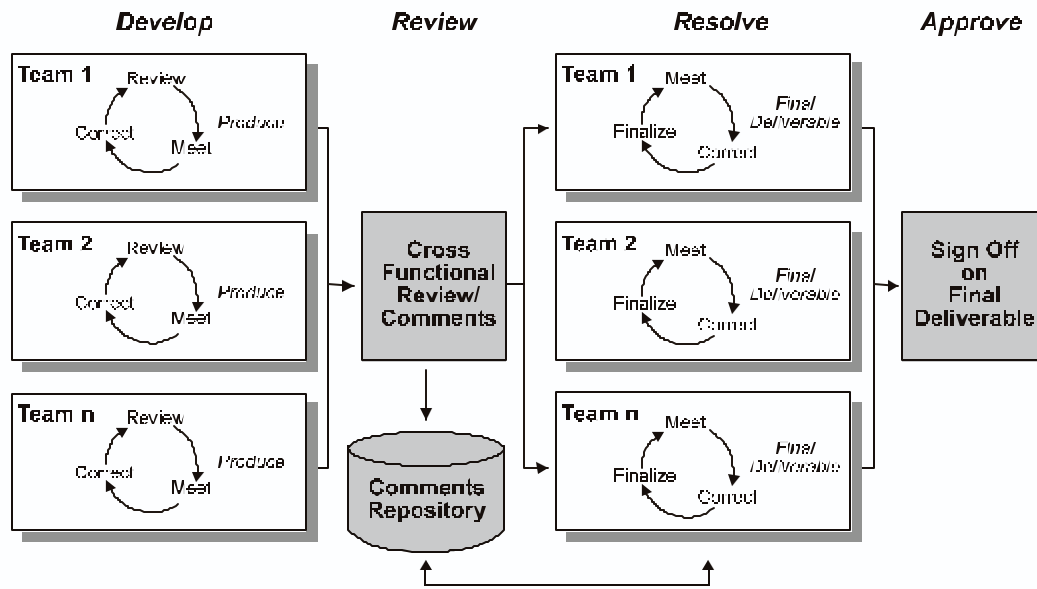 Develop
Review
Resolve
Approve
Team 1
Review
Correct
Produce
Meet
Team 2
Review
Correct
Produce
Meet
Team n
Review
Correct
Produce
Meet
Cross
Functional
Review/
Comments
Comments
Repository
Team 1
Meet
Final
Deliverable
Finalize
Correct
Team 2
Meet
Final
Deliverable
Finalize
Correct
Team n
Meet
Final
Deliverable
Finalize
Correct
Sign Off
on
Final
Deliverable